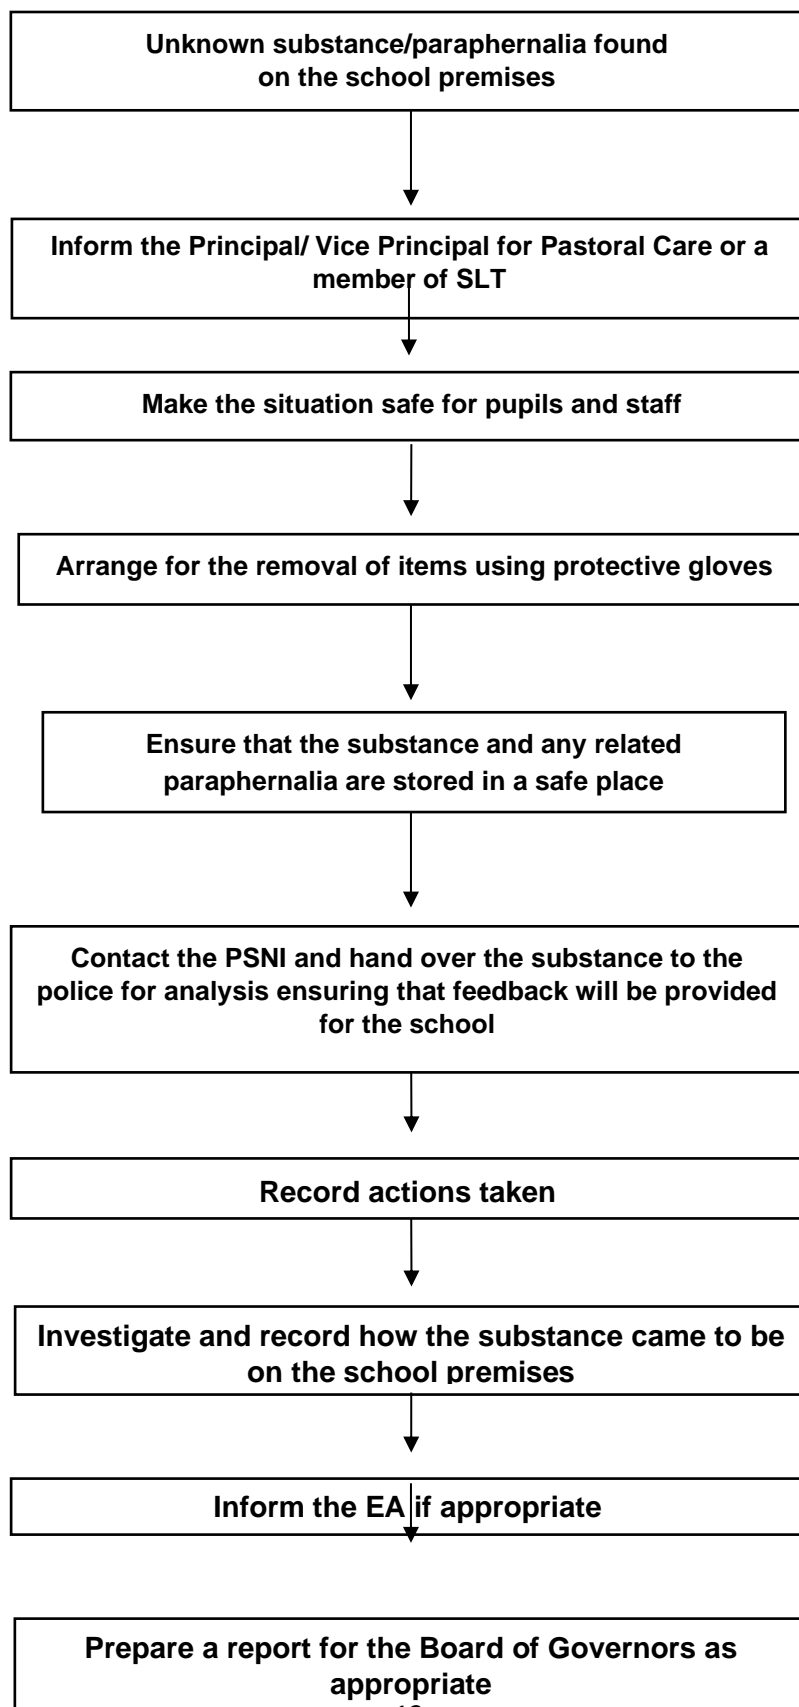 Unknown substance/paraphernalia found
on the school premises
Inform the Principal/ Vice Principal for Pastoral Care or a
member of SLT
Make the situation safe for pupils and staff
Arrange for the removal of items using protective gloves
Ensure that the substance and any related
paraphernalia are stored in a safe place
Contact the PSNI and hand over the substance to the
police for analysis ensuring that feedback will be provided
for the school
Record actions taken
Investigate and record how the substance came to be
on the school premises
Inform the EA if appropriate
Prepare a report for the Board of Governors as
appropriate